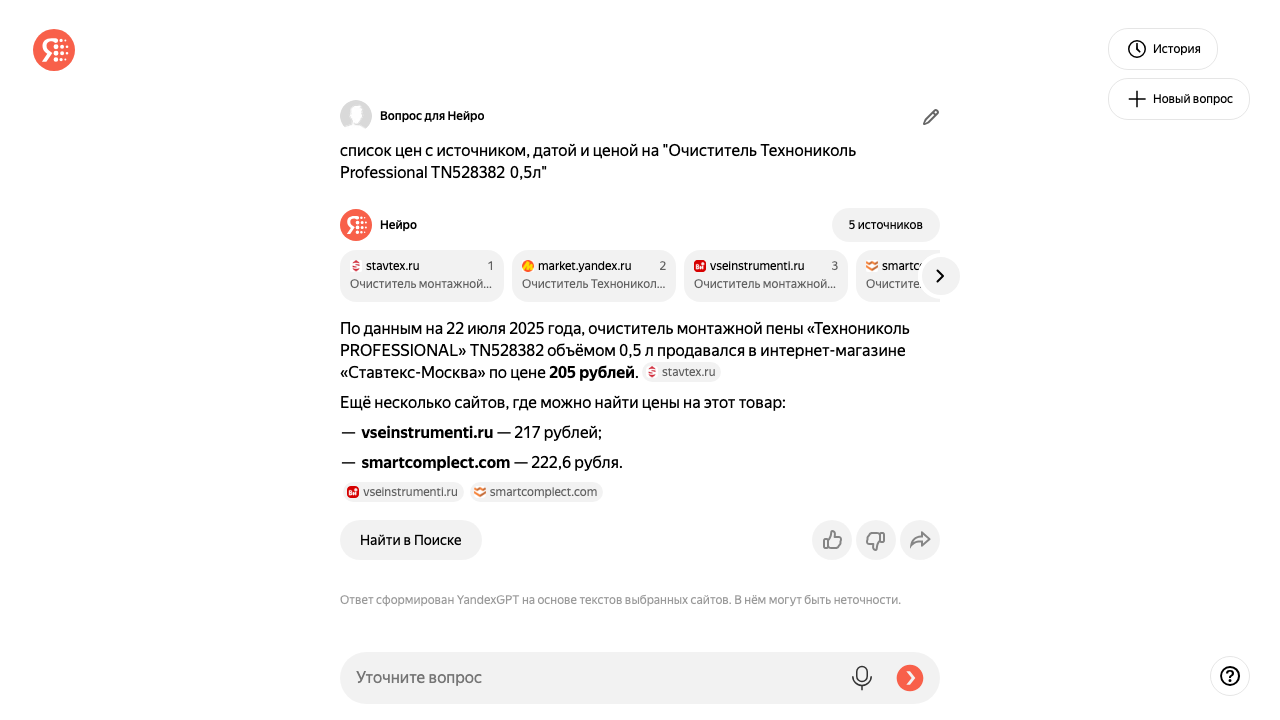 История
Новый вопрос
Вопрос для Нейро
список цен с источником, датой и ценой на "Очиститель Технониколь
Professional TN528382 0,5л"
Нейро
5 источников
stavtex.ru 1
Очиститель монтажной...
market.yandex.ru 2
Очиститель Технониколь...
vseinstrumenti.ru 3
Очиститель монтажной...
По данным на 22 июля 2025 года, очиститель монтажной пены «Технониколь
PROFESSIONAL» TN528382 объёмом 0,5 л продавался в интернет-магазине
«Ставтекс-Москва» по цене 205 рублей. stavtex.ru
Ещё несколько сайтов, где можно найти цены на этот товар:
— vseinstrumenti.ru — 217 рублей;
— smartcomplect.com — 222,6 рубля.
vseinstrumenti.ru smartcomplect.com
Найти в Поиске
Ответ сформирован YandexGPT на основе текстов выбранных сайтов. В нём могут быть неточности.
Уточните вопрос